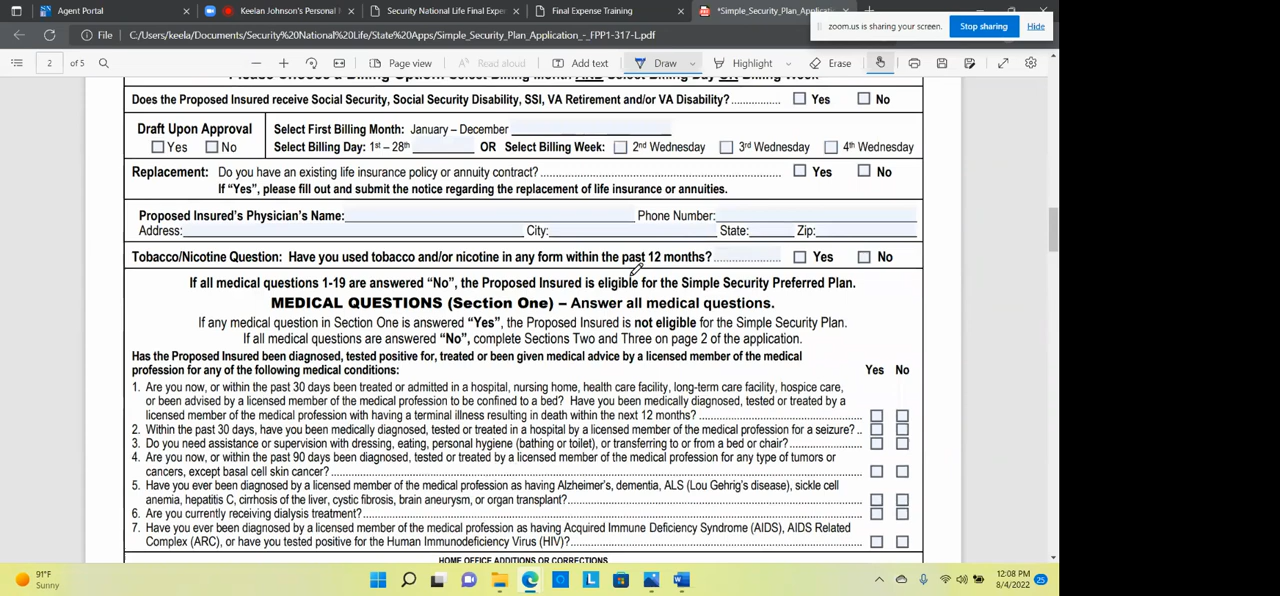 Agent Portal
Keelan Johnson's Personal M
Security National Life Final Expen
Final Expense Training
*Simple_Security_Plan_Applicatio
zoom.us is sharing your screen.
Stop sharing
Hide
File
C:/Users/keela/Documents/Security%20National%20Life/State%20Apps/Simple_Security_Plan_Application_-_FPP1-317-L.pdf
2 of 5
Page view
Read aloud
Add text
Draw
Highlight
Erase
Please Choose a Billing Option: Select Billing Month AND Select Billing Day OR Billing Week
Does the Proposed Insured receive Social Security, Social Security Disability, SSI, VA Retirement and/or VA Disability? Yes No
Draft Upon Approval
Yes No
Select First Billing Month: January – December
Select Billing Day: 1st – 28th OR Select Billing Week: 2nd Wednesday 3rd Wednesday 4th Wednesday
Replacement: Do you have an existing life insurance policy or annuity contract? Yes No
If "Yes", please fill out and submit the notice regarding the replacement of life insurance or annuities.
Proposed Insured's Physician's Name: Phone Number:
Address: City: State: Zip:
Tobacco/Nicotine Question: Have you used tobacco and/or nicotine in any form within the past 12 months? Yes No
If all medical questions 1-19 are answered "No", the Proposed Insured is eligible for the Simple Security Preferred Plan.
MEDICAL QUESTIONS (Section One) – Answer all medical questions.
If any medical question in Section One is answered "Yes", the Proposed Insured is not eligible for the Simple Security Plan.
If all medical questions are answered "No", complete Sections Two and Three on page 2 of the application.
Has the Proposed Insured been diagnosed, tested positive for, treated or been given medical advice by a licensed member of the medical
profession for any of the following medical conditions: Yes No
1. Are you now, or within the past 30 days been treated or admitted in a hospital, nursing home, health care facility, long-term care facility, hospice care,
or been advised by a licensed member of the medical profession to be confined to a bed? Have you been medically diagnosed, tested or treated by a
licensed member of the medical profession with having a terminal illness resulting in death within the next 12 months?
2. Within the past 30 days, have you been medically diagnosed, tested or treated in a hospital by a licensed member of the medical profession for a seizure?
3. Do you need assistance or supervision with dressing, eating, personal hygiene (bathing or toilet), or transferring to or from a bed or chair?
4. Are you now, or within the past 90 days been diagnosed, tested or treated by a licensed member of the medical profession for any type of tumors or
cancers, except basal cell skin cancer?
5. Have you ever been diagnosed by a licensed member of the medical profession as having Alzheimer's, dementia, ALS (Lou Gehrig's disease), sickle cell
anemia, hepatitis C, cirrhosis of the liver, cystic fibrosis, brain aneurysm, or organ transplant?
6. Are you currently receiving dialysis treatment?
7. Have you ever been diagnosed by a licensed member of the medical profession as having Acquired Immune Deficiency Syndrome (AIDS), AIDS Related
Complex (ARC), or have you tested positive for the Human Immunodeficiency Virus (HIV)?
HOME OFFICE ADDITIONS OR CORRECTIONS
91°F
Sunny
12:08 PM
8/4/2022
25